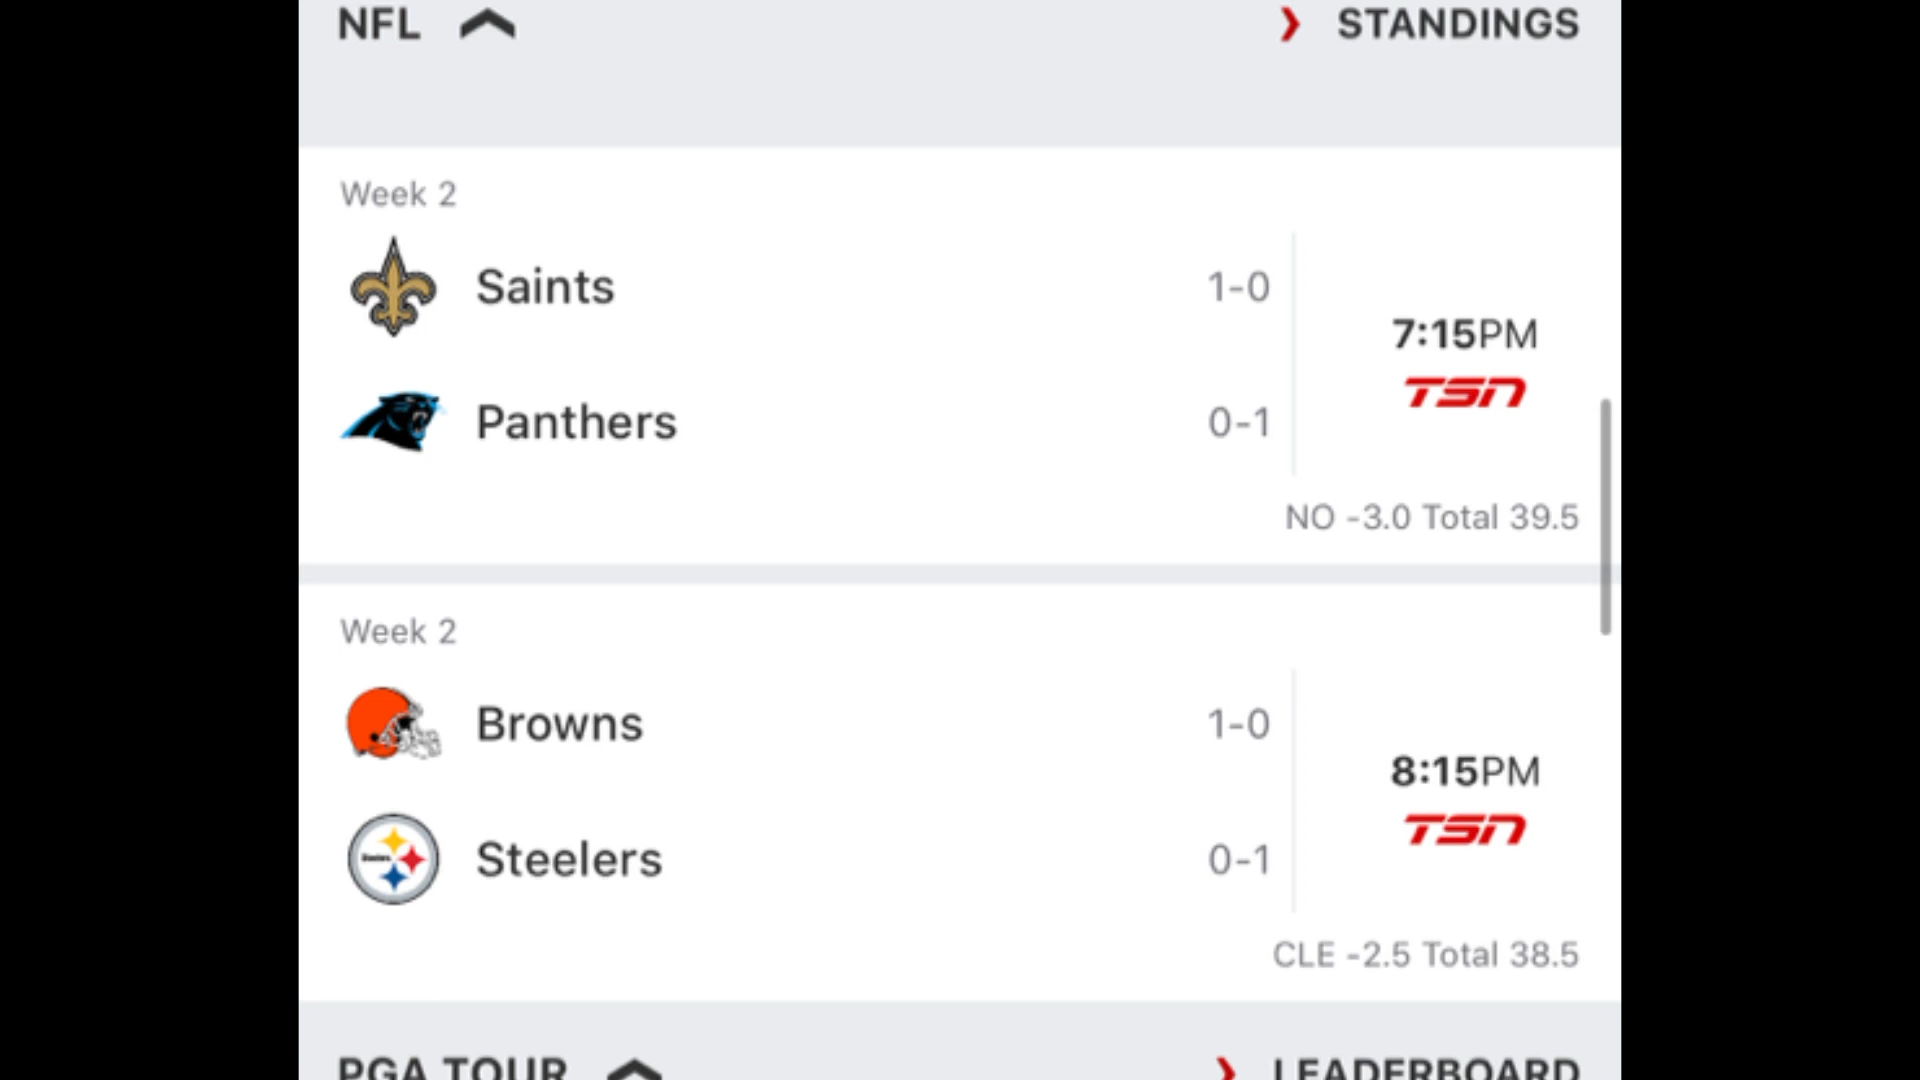 NFL STANDINGS
Week 2
Saints 1-0
7:15PM
TSN
Panthers 0-1
NO -3.0 Total 39.5
Week 2
Browns 1-0
8:15PM
TSN
Steelers
Steelers 0-1
CLE -2.5 Total 38.5
PGA TOUR LEADERBOARD